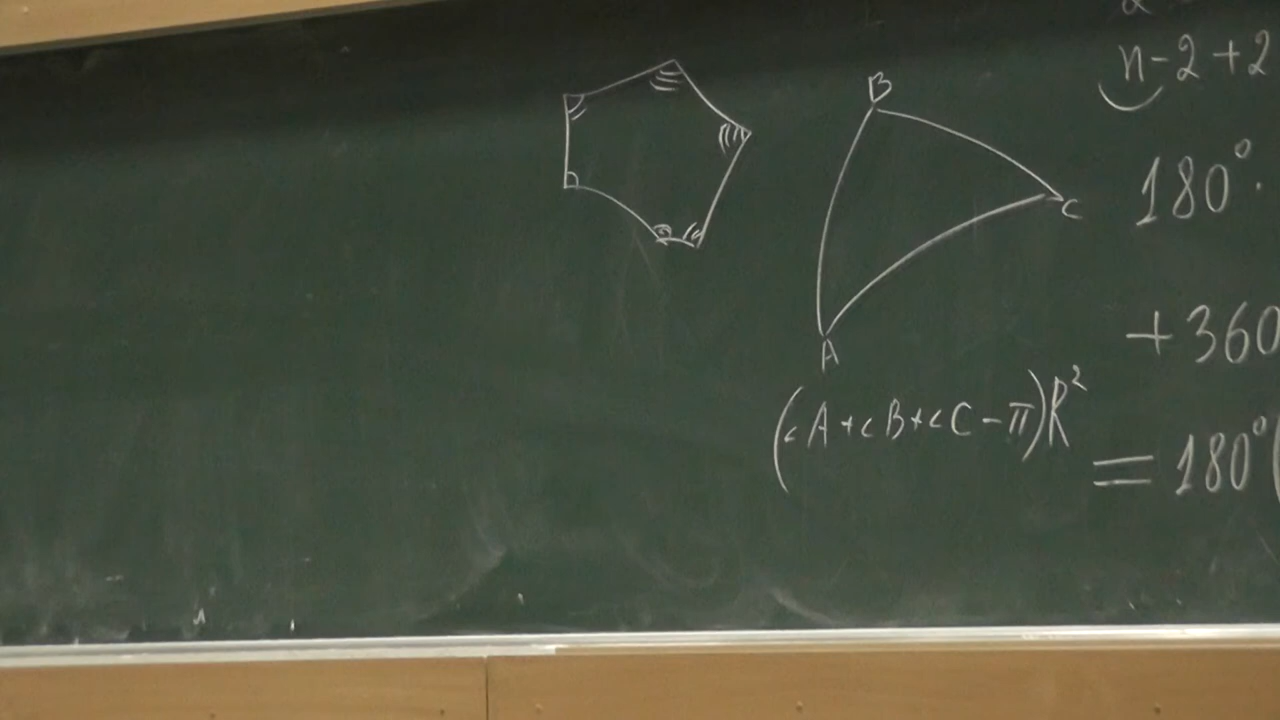 n-2+2
B
C
180°.
A
+360
(∠A+∠B+∠C-π)R²
=180°(